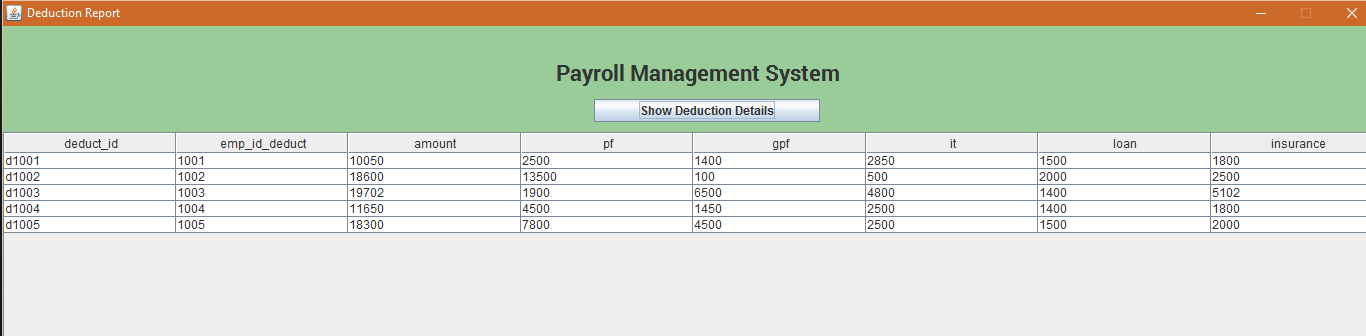 Deduction Report
Payroll Management System
Show Deduction Details
deduct_id emp_id_deduct amount pf gpf it loan insurance
d1001 1001 10050 2500 1400 2850 1500 1800
d1002 1002 18600 13500 100 500 2000 2500
d1003 1003 19702 1900 6500 4800 1400 5102
d1004 1004 11650 4500 1450 2500 1400 1800
d1005 1005 18300 7800 4500 2500 1500 2000